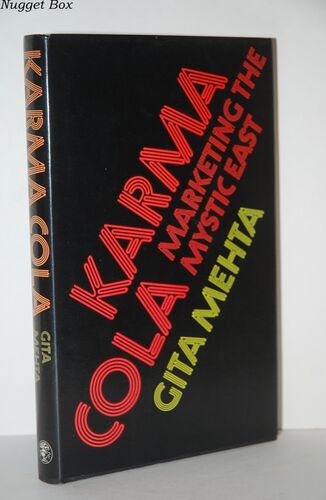 Nugget Box
KARMA
COLA
MARKETING THE
MYSTIC EAST
GITA MEHTA
KARMA COLA
GITA
MEHTA